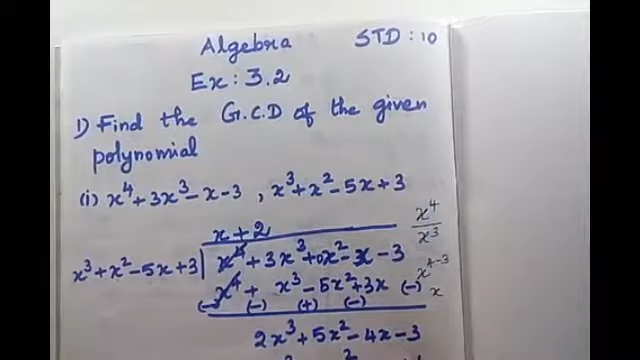 Algebra STD : 10
Ex : 3.2
1) Find the G.C.D of the given
polynomial
(i) x⁴ + 3x³ - x - 3 , x³ + x² - 5x + 3
x + 2 x⁴/x³
x³ + x² - 5x + 3 | x⁴ + 3x³ + 0x² - x - 3 x⁴⁻³
x⁴ + x³ - 5x² + 3x x
(-) (-) (+) (-) (-)
2x³ + 5x² - 4x - 3